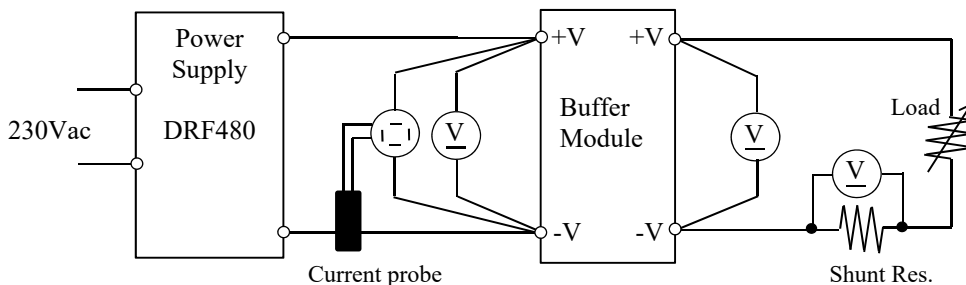 Power
Supply
DRF480
230Vac
+V
-V
+V
-V
Buffer
Module
V
V
V
Load
Current probe
Shunt Res.